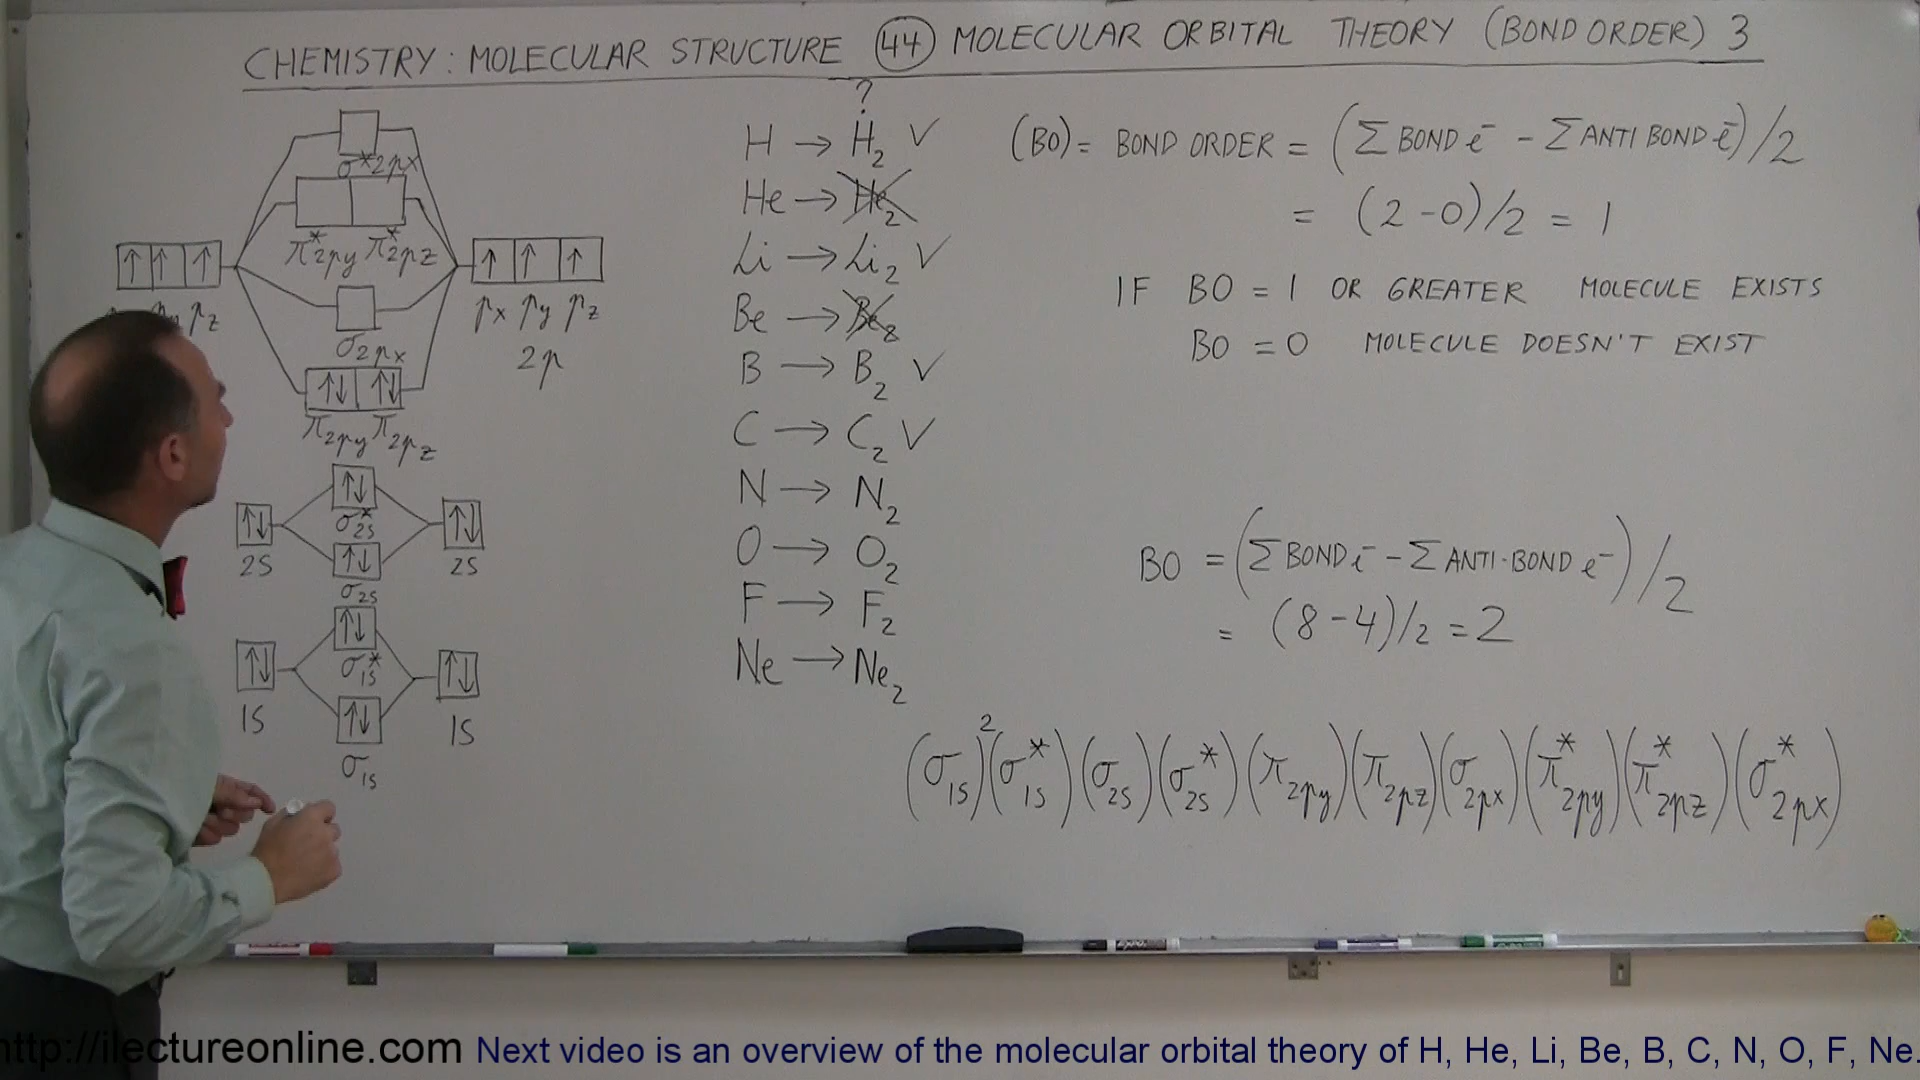 CHEMISTRY: MOLECULAR STRUCTURE 44 MOLECULAR ORBITAL THEORY (BOND ORDER) 3
σ*2px
π*2py π*2pz
↑ ↑ ↑
↑ ↑ ↑
pz
px py pz
2p
σ2px
↑↓ ↑↓
π2py π2pz
↑↓
σ*2s
↑↓ ↑↓
2S 2S
↑↓
σ2s
↑↓
σ*1s
↑↓ ↑↓
1S 1S
↑↓
σ1s
?
H → H2 √
He → He2
Li → Li2 √
Be → Be2
B → B2 √
C → C2 √
N → N2
O → O2
F → F2
Ne → Ne2
(BO) = BOND ORDER = (Σ BOND e⁻ - Σ ANTI BOND e⁻)/2
= (2-0)/2 = 1
IF BO = 1 OR GREATER MOLECULE EXISTS
BO = 0 MOLECULE DOESN'T EXIST
BO = (Σ BOND e⁻ - Σ ANTI-BOND e⁻)/2
= (8-4)/2 = 2
(σ1s)²(σ*1s)(σ2s)(σ*2s)(π2py)(π2pz)(σ2px)(π*2py)(π*2pz)(σ*2px)
http://ilectureonline.com Next video is an overview of the molecular orbital theory of H, He, Li, Be, B, C, N, O, F, Ne.